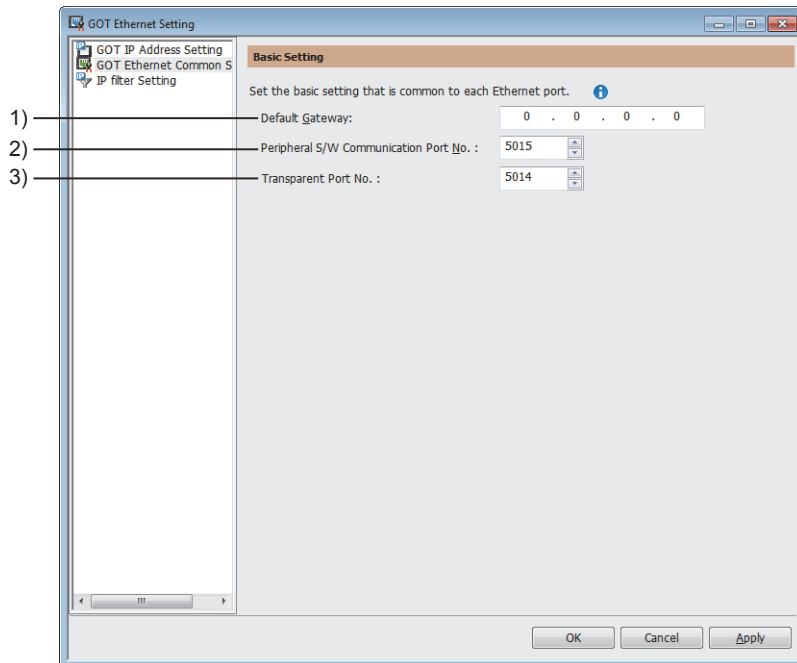 GOT Ethernet Setting
GOT IP Address Setting
GOT Ethernet Common S
IP filter Setting
Basic Setting
Set the basic setting that is common to each Ethernet port.
1)
Default Gateway: 0 . 0 . 0 . 0
2)
Peripheral S/W Communication Port No. : 5015
3)
Transparent Port No. : 5014
OK Cancel Apply